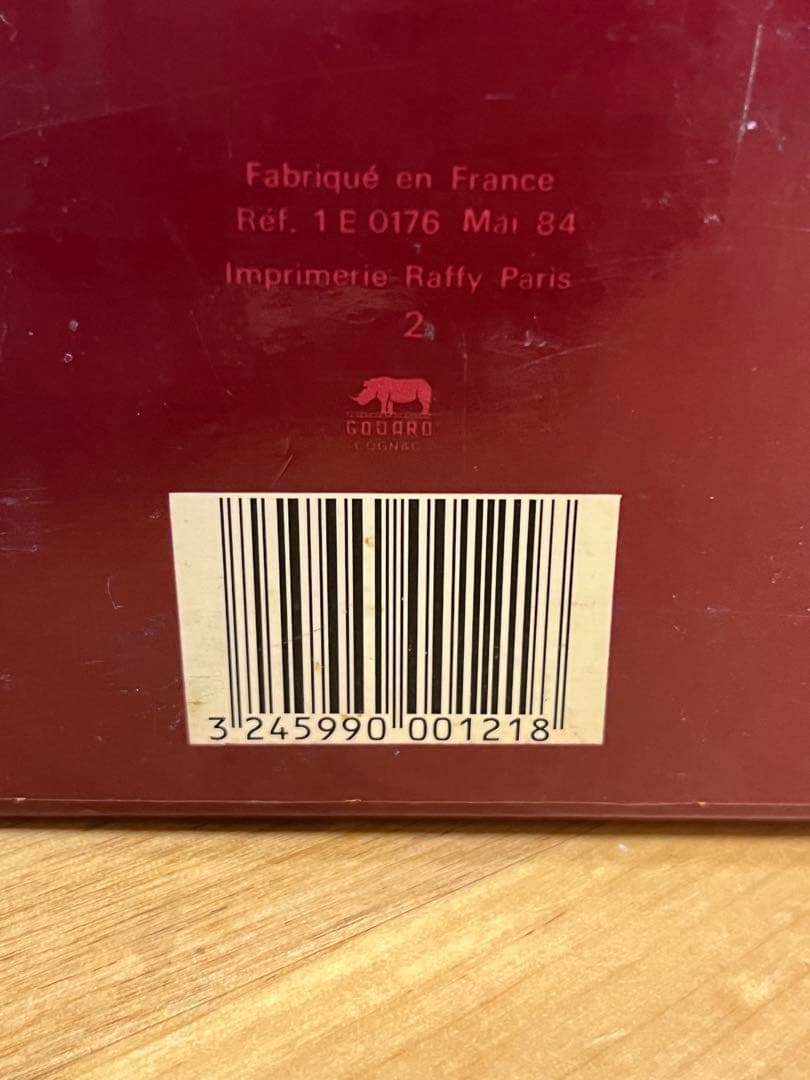 Fabriqué en France
Réf. 1 E 0176 Mai 84
Imprimerie Raffy Paris
2
GODARD
COGNAC
3 245990 001218